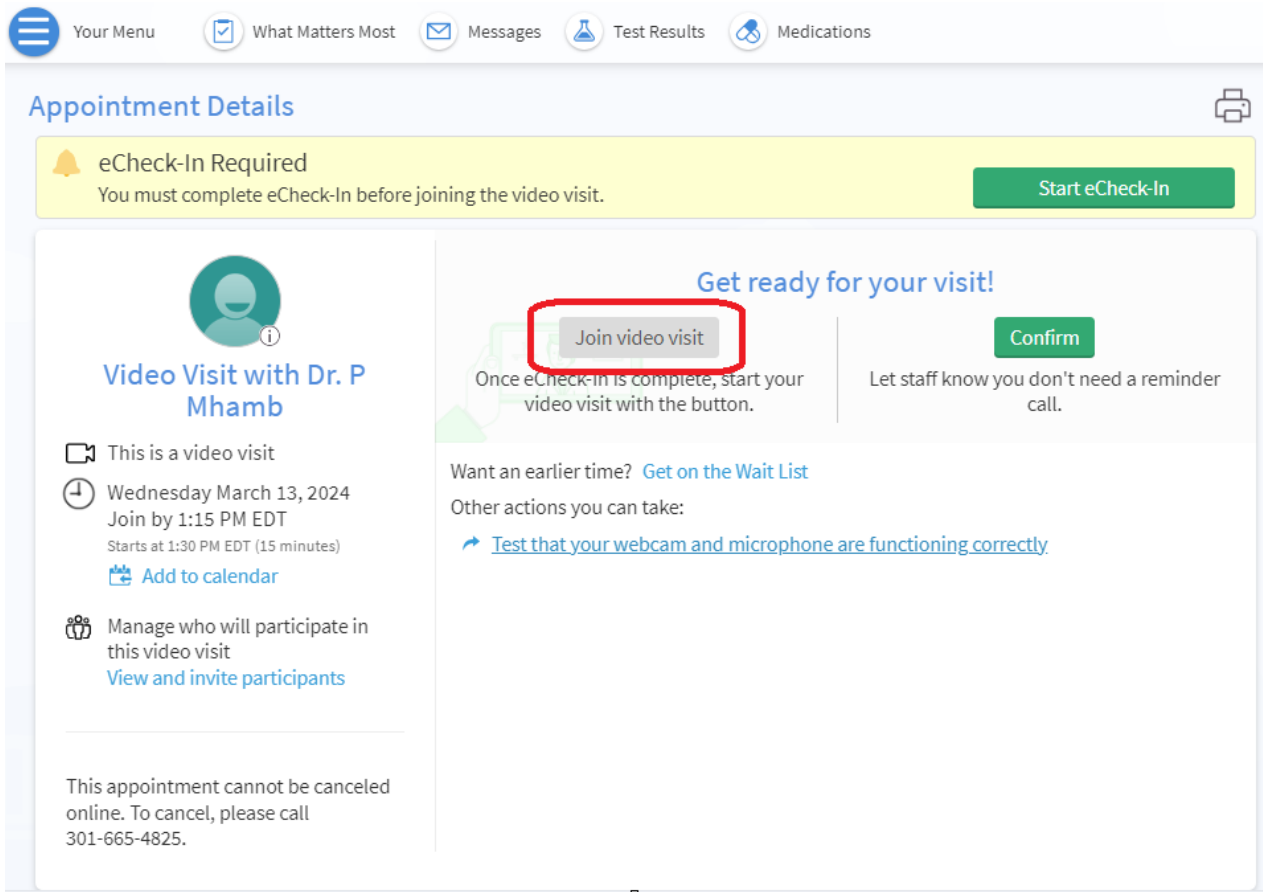 Your Menu
What Matters Most
Messages
Test Results
Medications
Appointment Details
eCheck-In Required
You must complete eCheck-In before joining the video visit.
Start eCheck-In
Video Visit with Dr. P
Mhamb
This is a video visit
Wednesday March 13, 2024
Join by 1:15 PM EDT
Starts at 1:30 PM EDT (15 minutes)
Add to calendar
Manage who will participate in
this video visit
View and invite participants
This appointment cannot be canceled
online. To cancel, please call
301-665-4825.
Get ready for your visit!
Join video visit
Once eCheck-In is complete, start your
video visit with the button.
Confirm
Let staff know you don't need a reminder
call.
Want an earlier time? Get on the Wait List
Other actions you can take:
Test that your webcam and microphone are functioning correctly